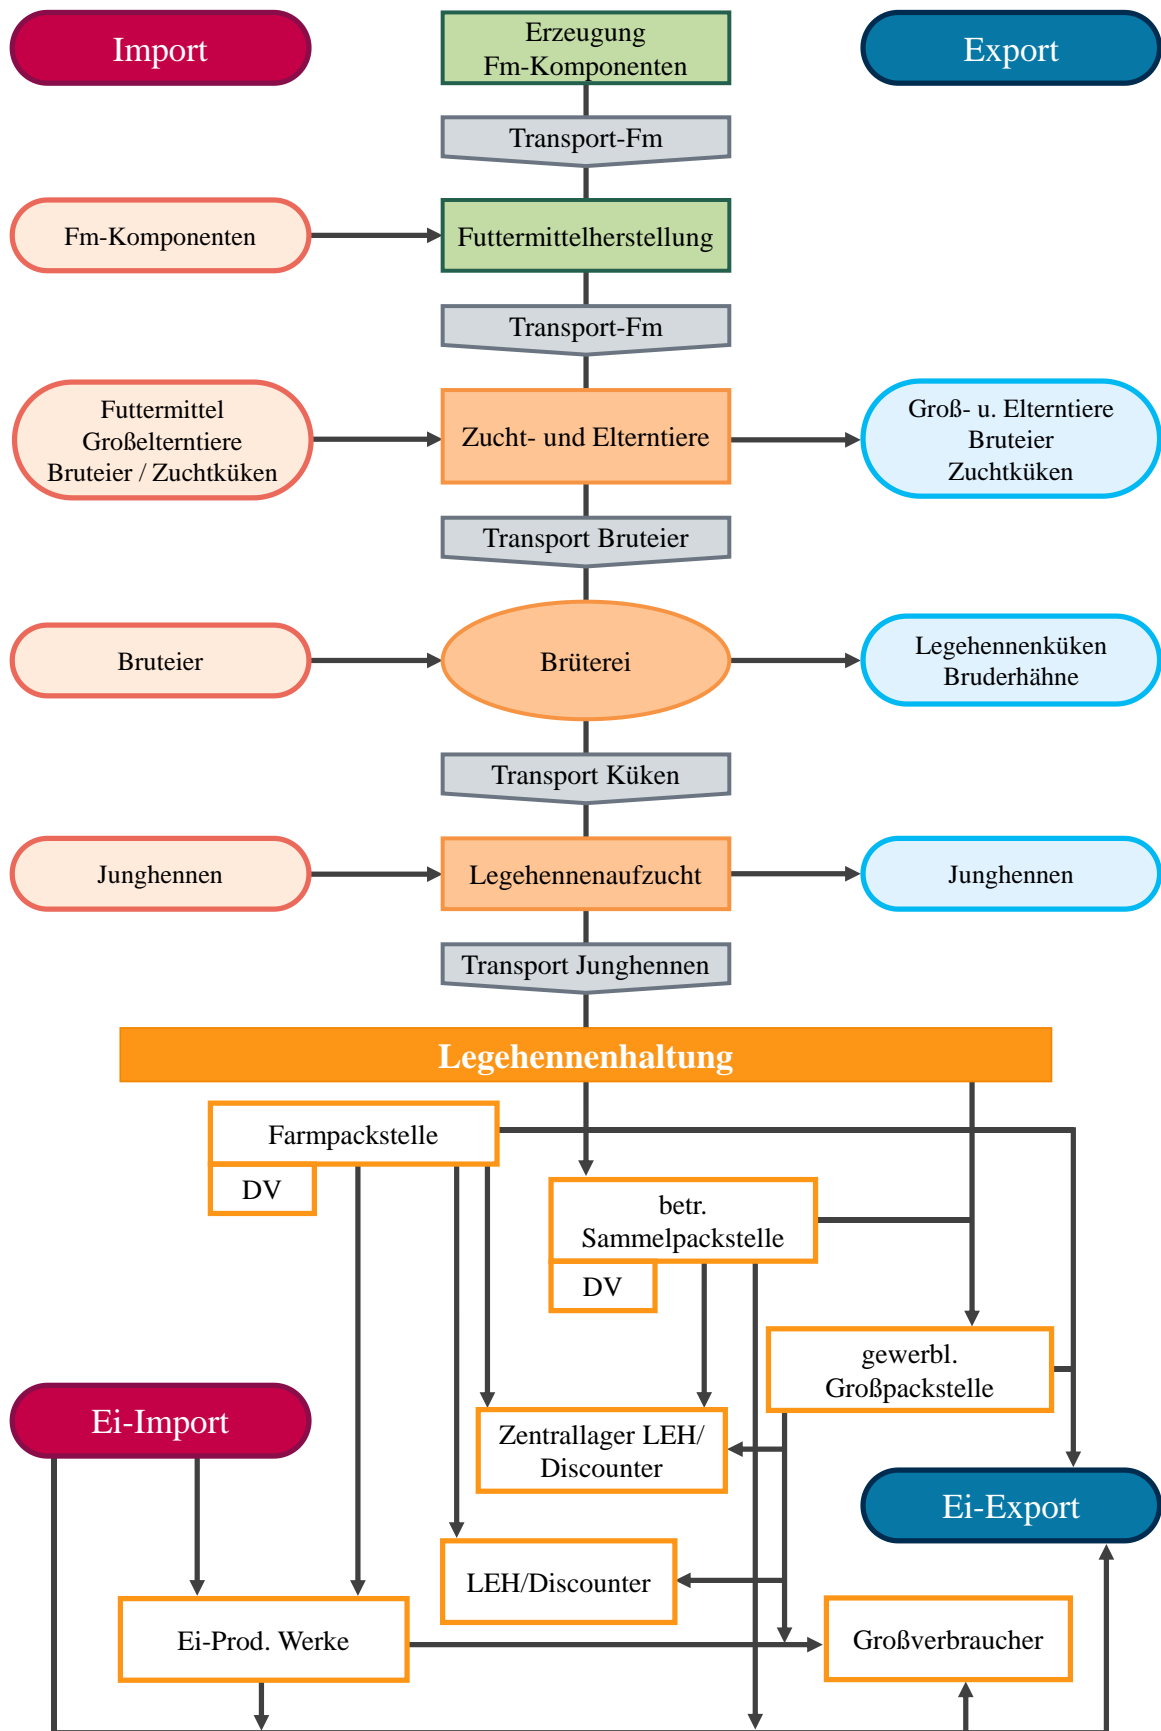 Import
Erzeugung
Fm-Komponenten
Export
Transport-Fm
Fm-Komponenten
Futtermittelherstellung
Transport-Fm
Futtermittel
Großelterntiere
Bruteier / Zuchtküken
Zucht- und Elterntiere
Groß- u. Elterntiere
Bruteier
Zuchtküken
Transport Bruteier
Bruteier
Brüterei
Legehennenküken
Bruderhähne
Transport Küken
Junghennen
Legehennenaufzucht
Junghennen
Transport Junghennen
Legehennenhaltung
Farmpackstelle
DV
betr.
Sammelpackstelle
DV
gewerbl.
Großpackstelle
Ei-Import
Zentrallager LEH/
Discounter
Ei-Export
LEH/Discounter
Ei-Prod. Werke
Großverbraucher